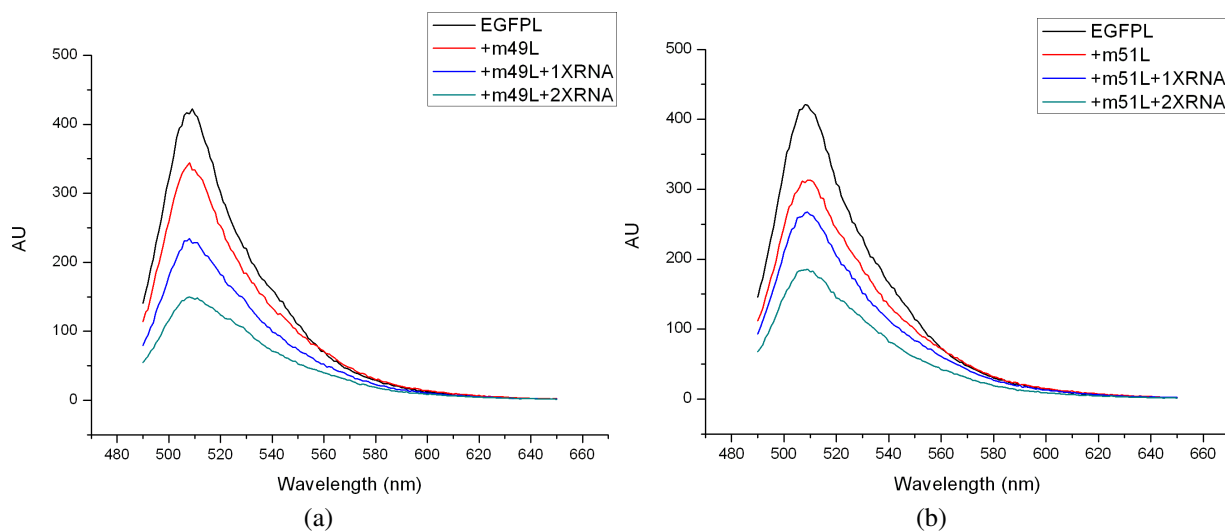 EGFPL
+m49L
+m49L+1XRNA
+m49L+2XRNA
500
400
300
200
100
0
AU
480 500 520 540 560 580 600 620 640 660
Wavelength (nm)
(a)
EGFPL
+m51L
+m51L+1XRNA
+m51L+2XRNA
500
400
300
200
100
0
AU
480 500 520 540 560 580 600 620 640 660
Wavelength (nm)
(b)